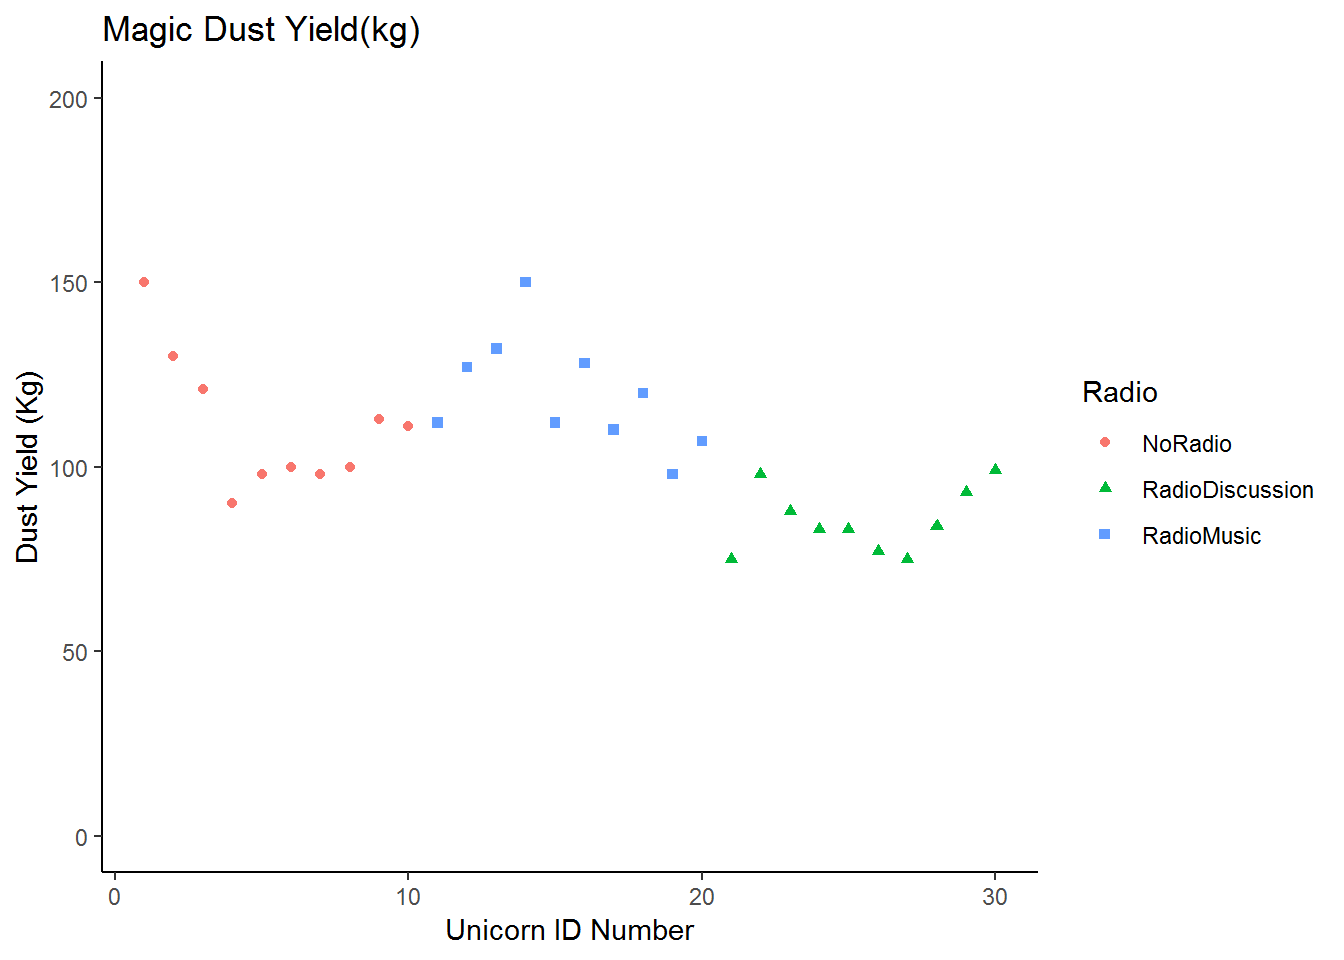 Magic Dust Yield(kg)
200
150
100
50
0
Dust Yield (Kg)
0 10 20 30
Unicorn ID Number
Radio
NoRadio
RadioDiscussion
RadioMusic